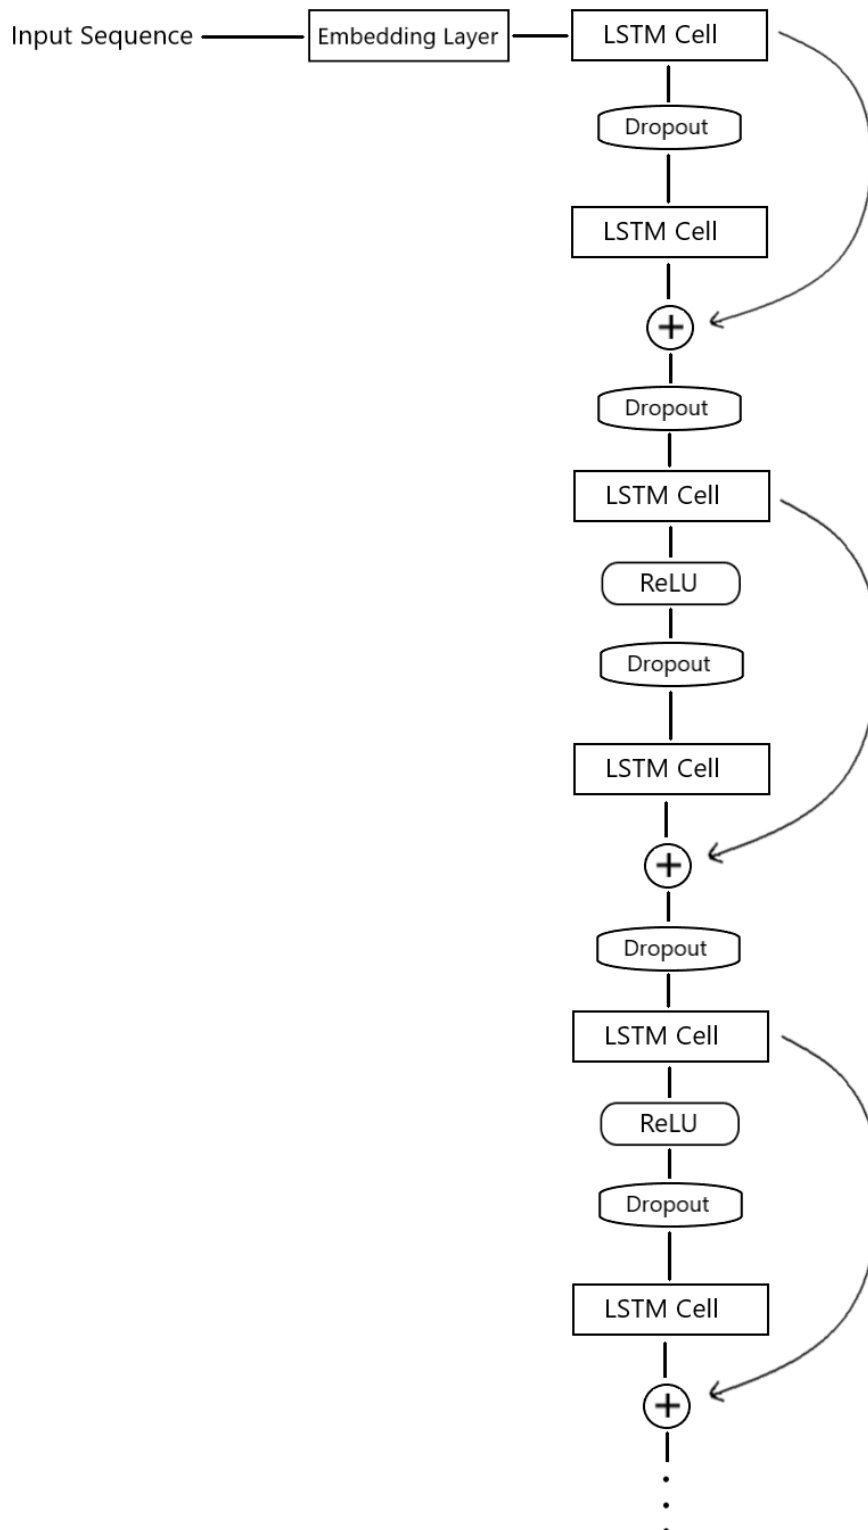 Input Sequence
Embedding Layer
LSTM Cell
Dropout
LSTM Cell
+
Dropout
LSTM Cell
ReLU
Dropout
LSTM Cell
+
Dropout
LSTM Cell
ReLU
Dropout
LSTM Cell
+